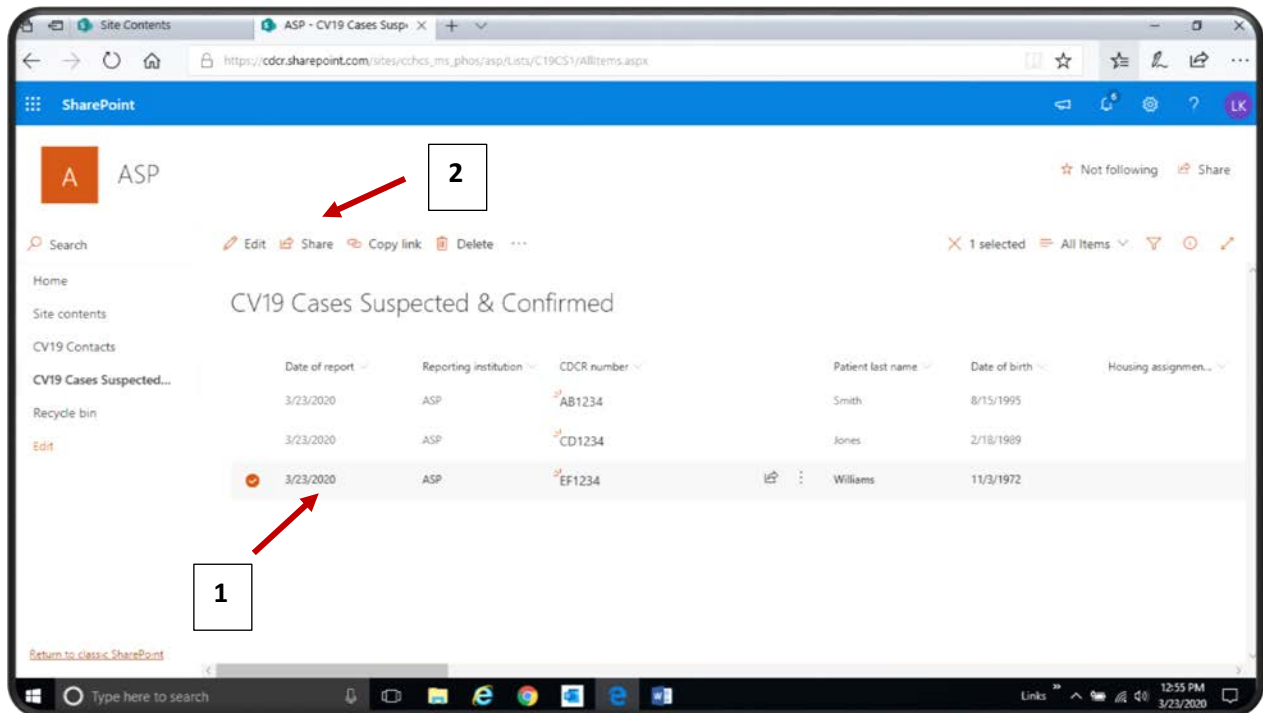 Site Contents ASP - CV19 Cases Susp
https://cdcr.sharepoint.com/sites/cchcs_ms_phos/asp/Lists/C19CS1/AllItems.aspx
SharePoint 6 ? LK
A ASP 2 Not following Share
Search Edit Share Copy link Delete ··· 1 selected All Items
Home
CV19 Cases Suspected & Confirmed
Site contents
CV19 Contacts
Date of report Reporting institution CDCR number Patient last name Date of birth Housing assignmen...
CV19 Cases Suspected...
3/23/2020 ASP AB1234 Smith 8/15/1995
Recycle bin
3/23/2020 ASP CD1234 Jones 2/18/1989
Edit
3/23/2020 ASP EF1234 Williams 11/3/1972
1
Return to classic SharePoint
Type here to search Links 12:55 PM
3/23/2020